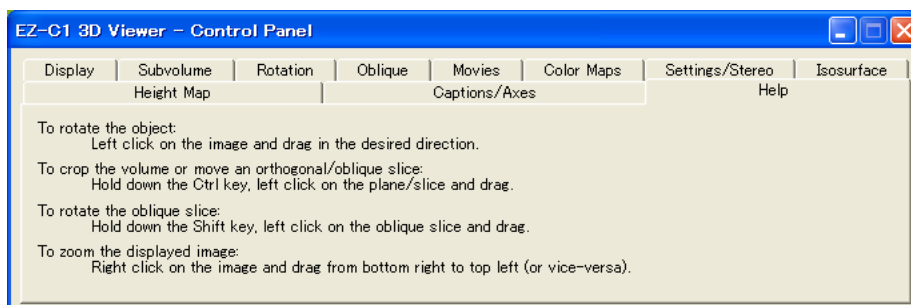 EZ-C1 3D Viewer - Control Panel
Display Subvolume Rotation Oblique Movies Color Maps Settings/Stereo Isosurface
Height Map Captions/Axes Help
To rotate the object:
Left click on the image and drag in the desired direction.
To crop the volume or move an orthogonal/oblique slice:
Hold down the Ctrl key, left click on the plane/slice and drag.
To rotate the oblique slice:
Hold down the Shift key, left click on the oblique slice and drag.
To zoom the displayed image:
Right click on the image and drag from bottom right to top left (or vice-versa).